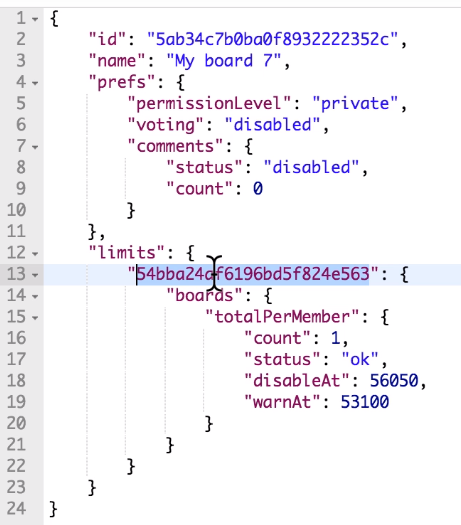 1 {
2 "id": "5ab34c7b0ba0f8932222352c",
3 "name": "My board 7",
4 "prefs": {
5 "permissionLevel": "private",
6 "voting": "disabled",
7 "comments": {
8 "status": "disabled",
9 "count": 0
10 }
11 },
12 "limits": {
13 "54bba24af6196bd5f824e563": {
14 "boards": {
15 "totalPerMember": {
16 "count": 1,
17 "status": "ok",
18 "disableAt": 56050,
19 "warnAt": 53100
20 }
21 }
22 }
23 }
24 }